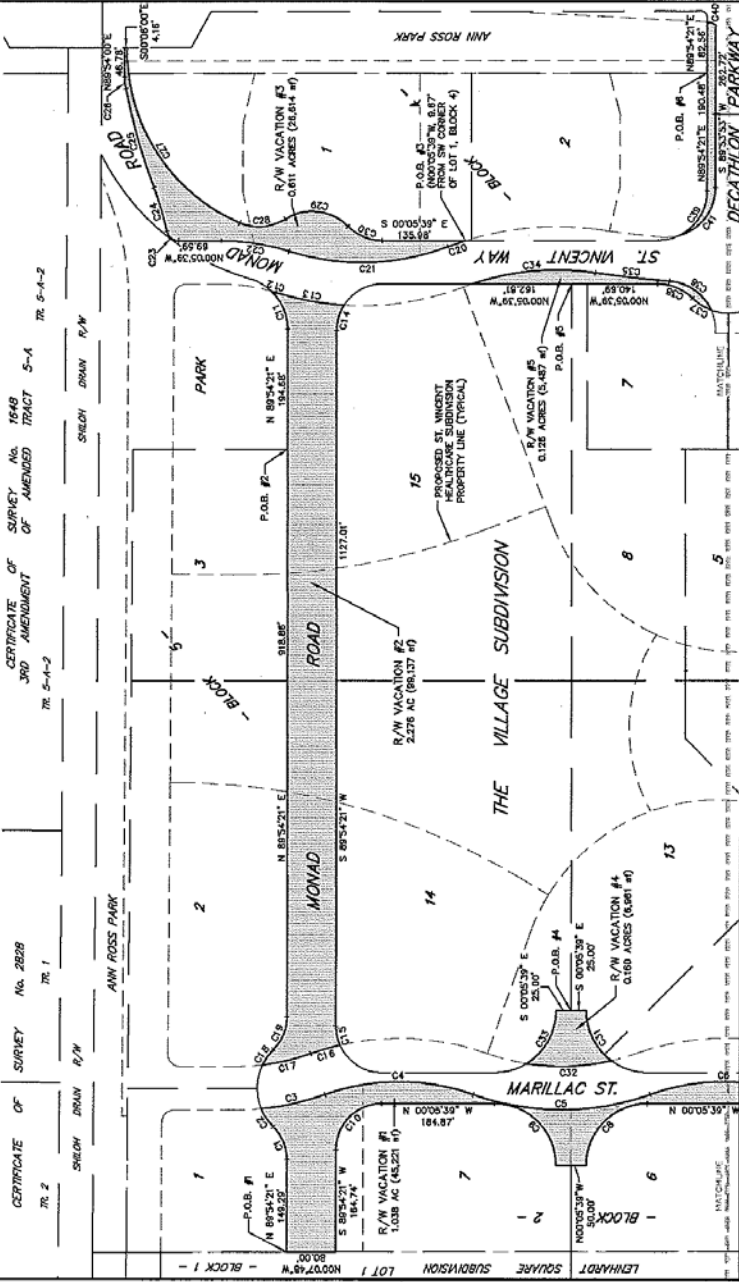 CERTIFICATE OF SURVEY No. 2828
TR. 2
TR. 1
CERTIFICATE OF SURVEY No. 1648
3RD AMENDMENT OF AMENDED TRACT 5-A
TR. 5-A-2
TR. 5-A-2
SHILOH DRAIN R/W
SHILOH DRAIN R/W
ANN ROSS PARK
ROAD
C26
N89°54'00"E
46.78'
S00°06'00"E
4.15'
C25
C27
C24
C23
N00°05'39"W
69.59'
ANN ROSS PARK
1
2
3
PARK
- BLOCK 5'
1
- BLOCK
2
R/W VACATION #3
0.611 ACRES (26,614 sf)
P.O.B. #3
(N00°05'39"W, 9.67'
FROM SW CORNER
OF LOT 1, BLOCK 4)
C28
C29
C30
S 00°05'39" E
135.98'
C22
C21
C20
MONAD
C12
C11
C13
C14
P.O.B. #1
N 89°54'21" E
149.29'
C1
C2
C3
C18
C19
C17
C16
C15
N 89°54'21" E
918.86'
P.O.B. #2
N 89°54'21" E
194.68'
MONAD ROAD
S 89°54'21" W
1127.01'
R/W VACATION #2
2.276 AC (99,137 sf)
N00°07'48"W
80.00'
S 89°54'21" W
164.74'
C10
C4
R/W VACATION #1
1.038 AC (45,221 sf)
N 00°05'39" W
184.87'
14
15
PROPOSED ST. VINCENT
HEALTHCARE SUBDIVISION
PROPERTY LINE (TYPICAL)
THE VILLAGE SUBDIVISION
ST. VINCENT WAY
C34
C35
N00°05'39"W
162.61'
P.O.B. #5
N00°05'39"W
140.69'
R/W VACATION #5
0.126 ACRES (5,487 sf)
7
C9
C5
C8
N00°05'39"W
50.00'
MARILLAC ST.
C32
C33
C31
S 00°05'39" E
25.00'
P.O.B. #4
S 00°05'39" E
25.00'
R/W VACATION #4
0.160 ACRES (6,961 sf)
7
- BLOCK 2 -
6
N 00°05'39" W
C6
13
8
5
C36
C37
C38
C39
C41
P.O.B. #6
N89°54'21"E 190.48'
N89°54'21"E
82.56'
C40
S 89°53'53" W 262.72'
DECATHLON PARKWAY
LENHARDT SQUARE SUBDIVISION
LOT 1 - BLOCK 1 -
MATCHLINE
MATCHLINE